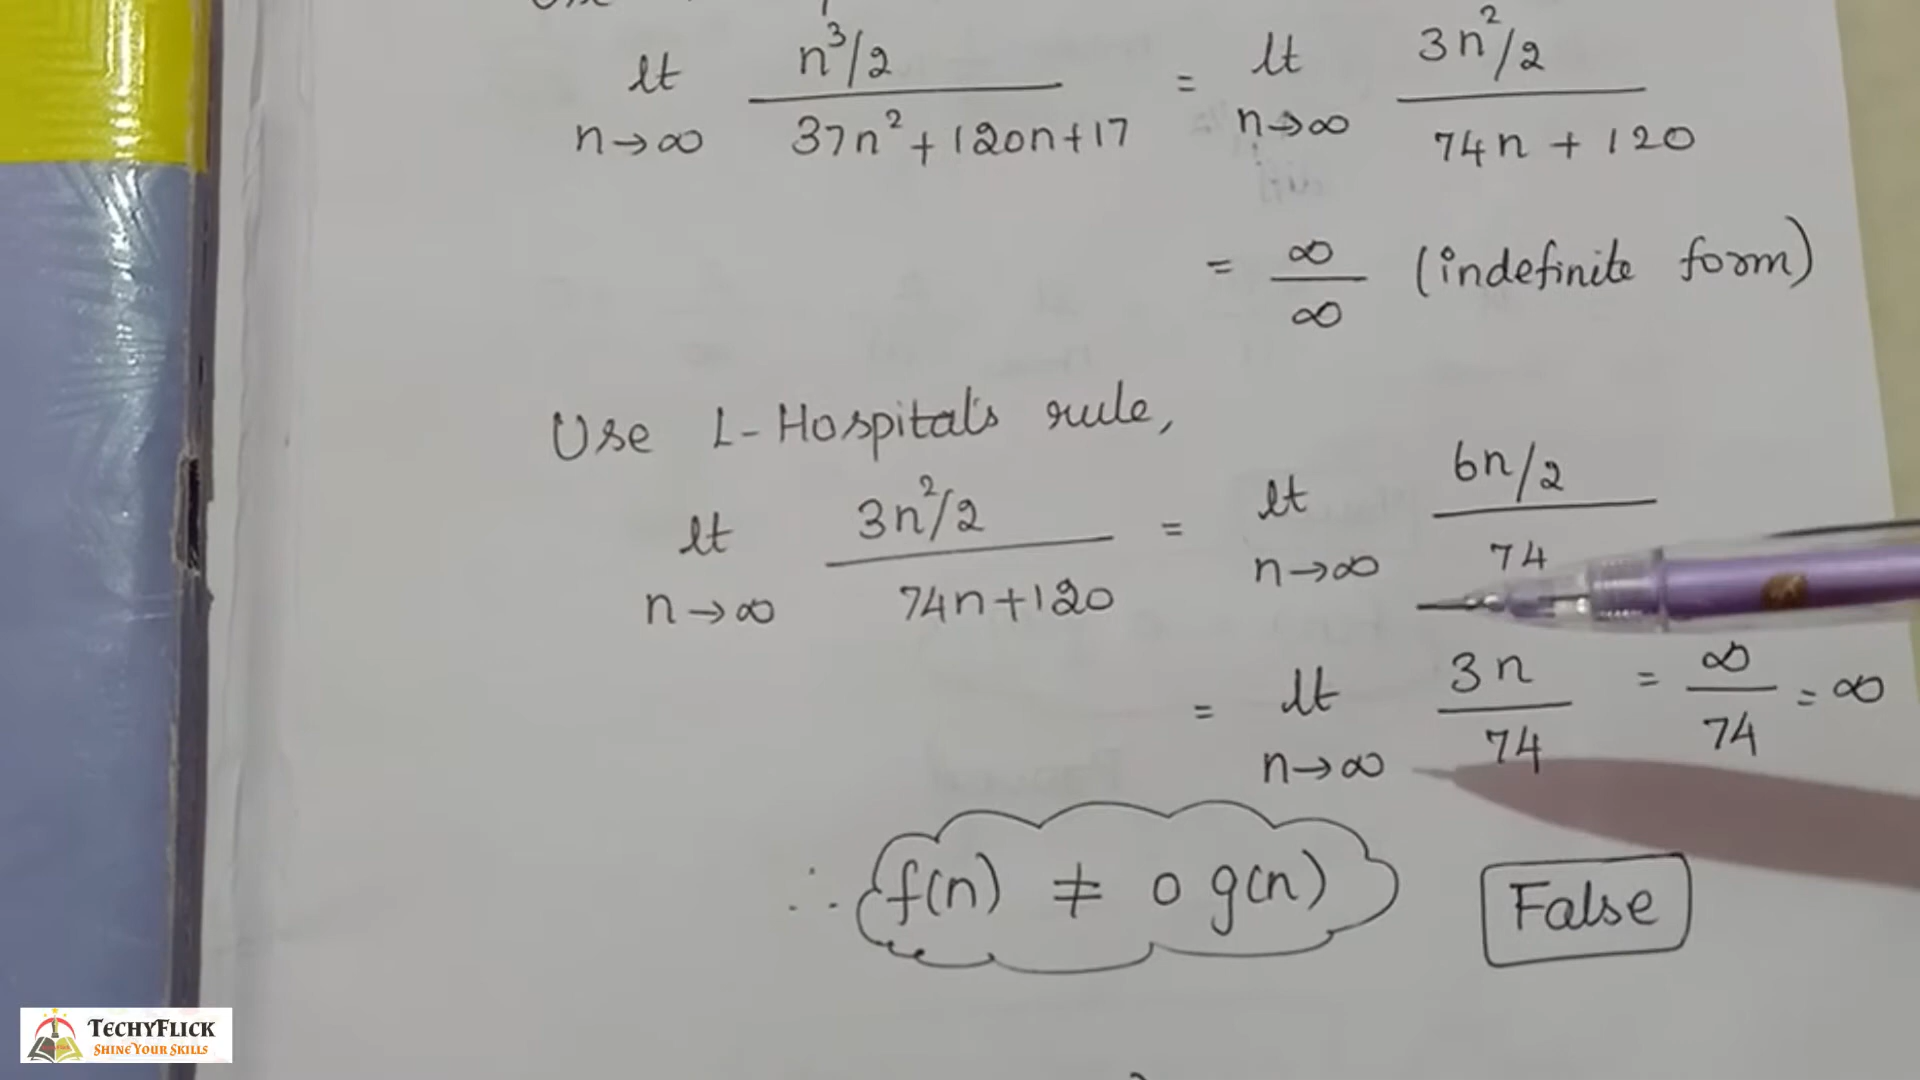 lt n→∞ n³/2 / 37n²+120n+17 = lt n→∞ 3n²/2 / 74n + 120
= ∞/∞ (indefinite form)
Use L-Hospital's rule,
lt n→∞ 3n²/2 / 74n+120 = lt n→∞ 6n/2 / 74
= lt n→∞ 3n/74 = ∞/74 = ∞
∴ f(n) ≠ o g(n) False
TECHYFLICK
SHINE YOUR SKILLS